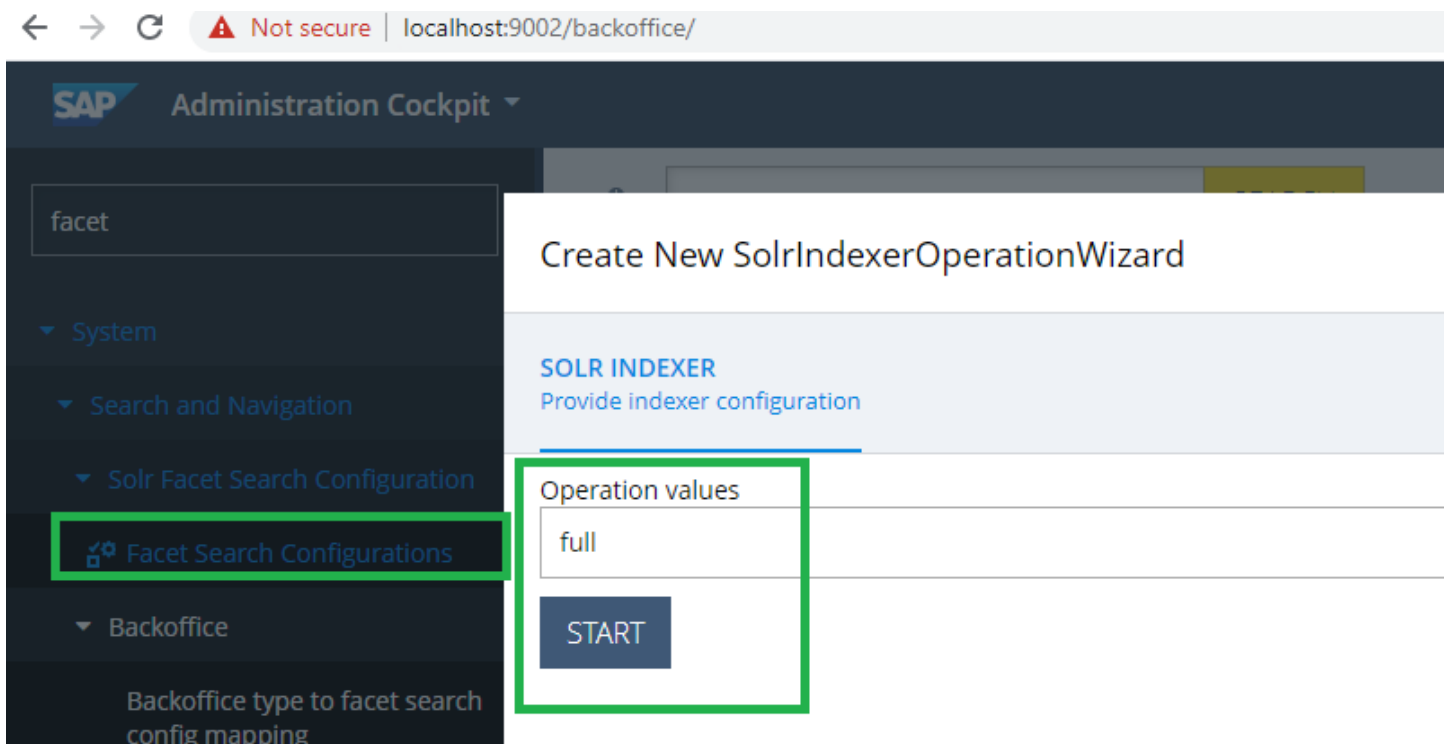 Not secure | localhost:9002/backoffice/
SAP Administration Cockpit
facet
Create New SolrIndexerOperationWizard
System
SOLR INDEXER
Provide indexer configuration
Search and Navigation
Solr Facet Search Configuration
Operation values
full
Facet Search Configurations
START
Backoffice
Backoffice type to facet search
config mapping